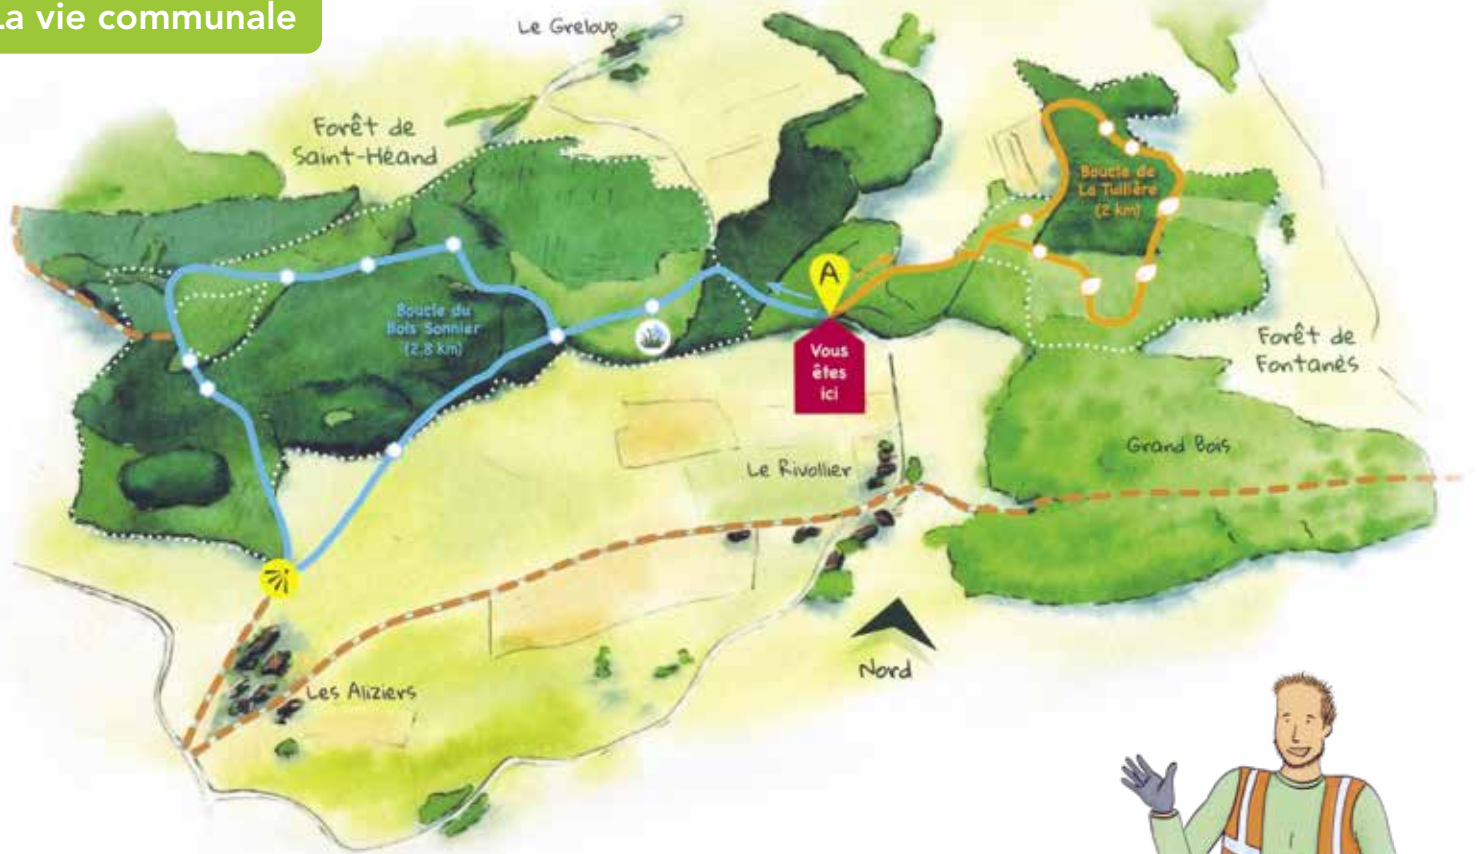 La vie communale
Le Greloup
Forêt de
Saint-Héand
Boucle de
La Tuilière
(2 km)
A
Boucle du
Bois Sonnier
(2,8 km)
Vous
êtes
ici
Forêt de
Fontanès
Grand Bois
Le Rivollier
Nord
Les Aliziers